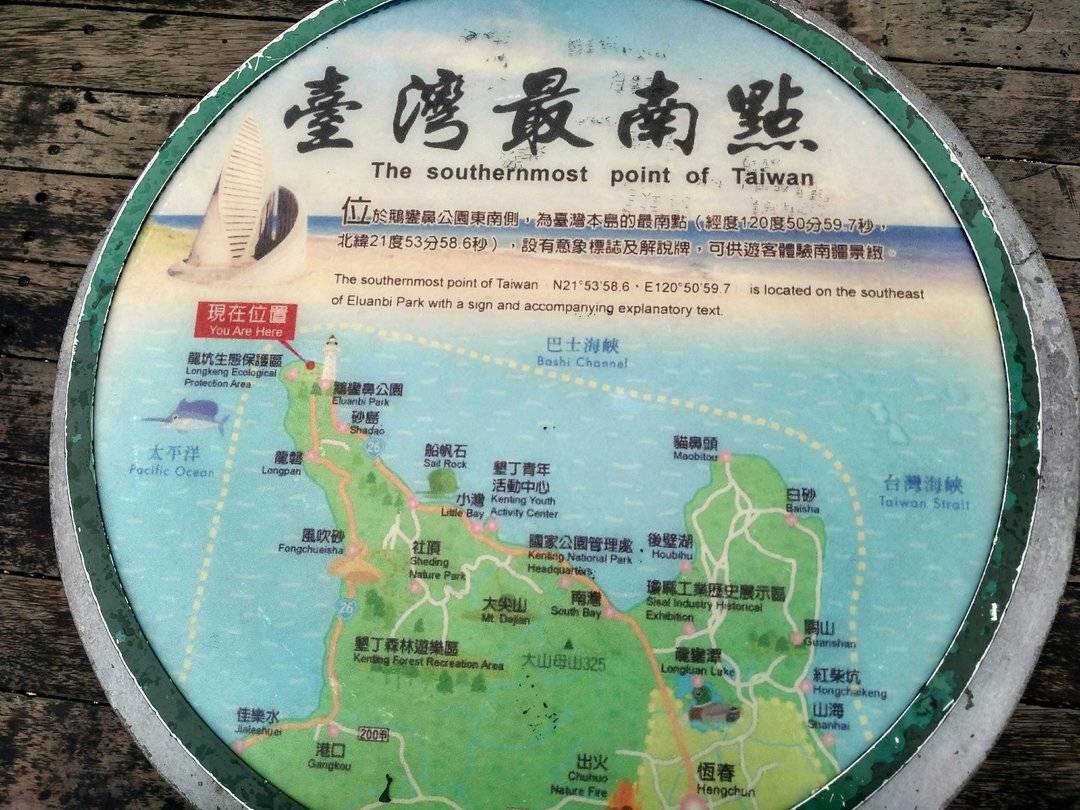 臺灣最南點
The southernmost point of Taiwan
位於鵝鑾鼻公園東南側，為臺灣本島的最南點（經度120度50分59.7秒，
北緯21度53分58.6秒），設有意象標誌及解說牌，可供遊客體驗南疆景緻。
The southernmost point of Taiwan N21°53'58.6，E120°50'59.7 is located on the southeast
of Eluanbi Park with a sign and accompanying explanatory text.
現在位置
You Are Here
巴士海峽
Bashi Channel
龍坑生態保護區
Longkeng Ecological
Protection Area
鵝鑾鼻公園
Eluanbi Park
砂島
Shadao
26
太平洋
Pacific Ocean
龍磐
Longpan
船帆石
Sail Rock
小灣
Little Bay
墾丁青年
活動中心
Kenting Youth
Activity Center
貓鼻頭
Maobitou
台灣海峽
Taiwan Strait
白砂
Baisha
風吹砂
Fongchueisha
社頂
Sheding
Nature Park
國家公園管理處
Kenting National Park
Headquarters
後壁湖
Houbihu
瓊麻工業歷史展示區
Sisal Industry Historical
Exhibition
26
大尖山
Mt. Dajian
南灣
South Bay
關山
Guanshan
墾丁森林遊樂區
Kenting Forest Recreation Area
大山母山325
龍鑾潭
Longluan Lake
紅柴坑
Hongchaikeng
山海
Shanhai
佳樂水
Jialeshuei
港口
Gangkou
200甲
出火
Chuhuo
Nature Fire
恆春
Hengchun